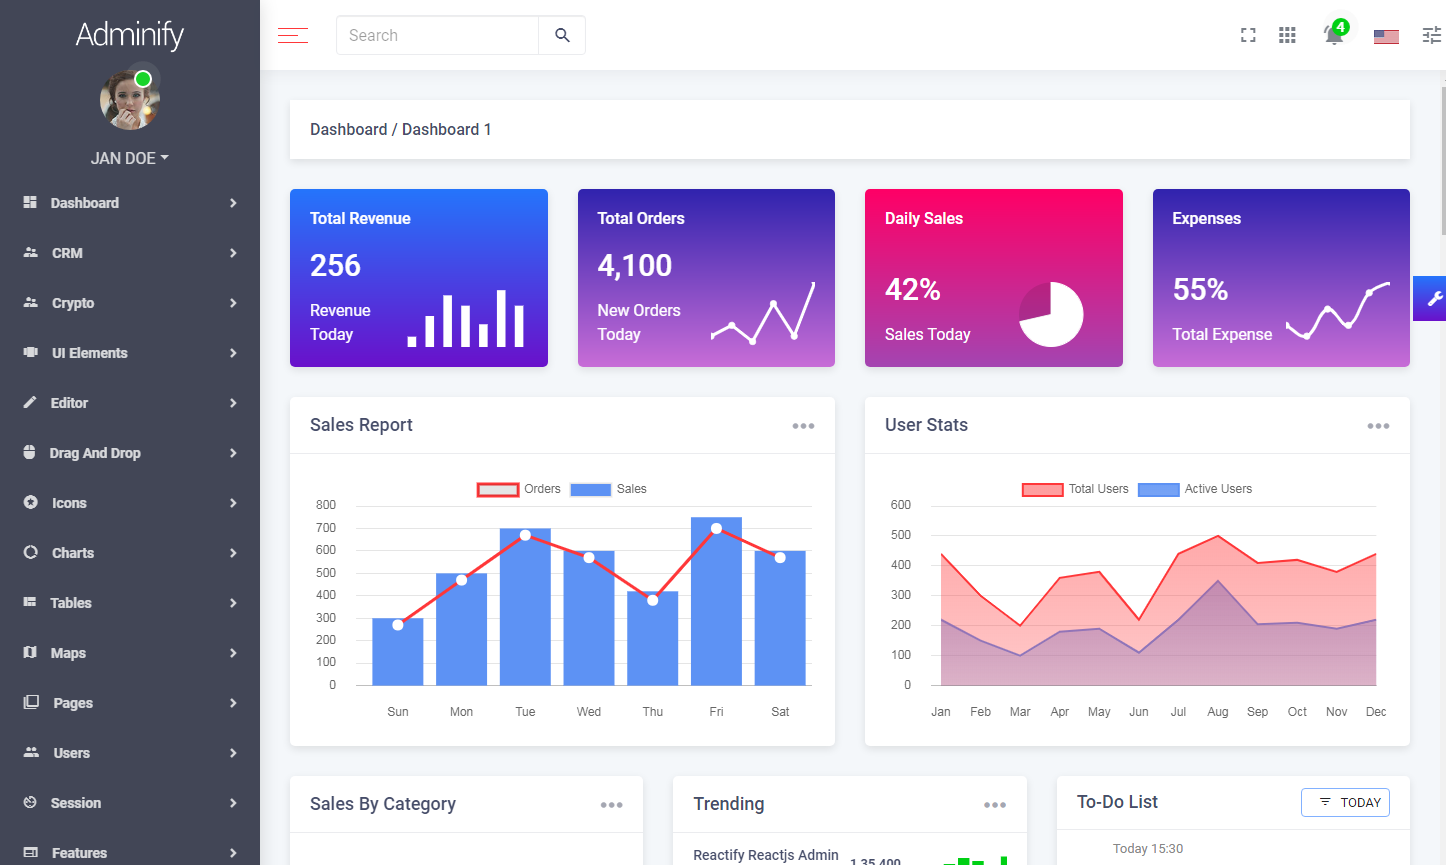 Adminify
Search
4
JAN DOE
Dashboard
CRM
Crypto
UI Elements
Editor
Drag And Drop
Icons
Charts
Tables
Maps
Pages
Users
Session
Features
Dashboard / Dashboard 1
Total Revenue
256
Revenue
Today
Total Orders
4,100
New Orders
Today
Daily Sales
42%
Sales Today
Expenses
55%
Total Expense
Sales Report
Orders Sales
800
700
600
500
400
300
200
100
0
Sun Mon Tue Wed Thu Fri Sat
User Stats
Total Users Active Users
600
500
400
300
200
100
0
Jan Feb Mar Apr May Jun Jul Aug Sep Oct Nov Dec
Sales By Category
Trending
Reactify Reactjs Admin
1,35,400
To-Do List
TODAY
Today 15:30